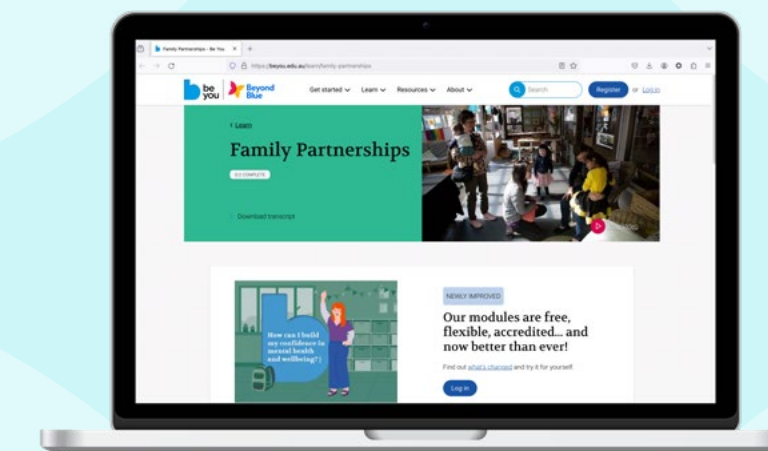 Family Partnerships - Be You
https://beyou.edu.au/learn/family-partnerships
be you
Beyond Blue
Get started
Learn
Resources
About
Search
Register
or
Log in
Learn
Family Partnerships
Download transcript
How can I build
my confidence in
mental health
and wellbeing?
NEWLY IMPROVED
Our modules are free,
flexible, accredited... and
now better than ever!
Find out what's changed and try it for yourself
Log in